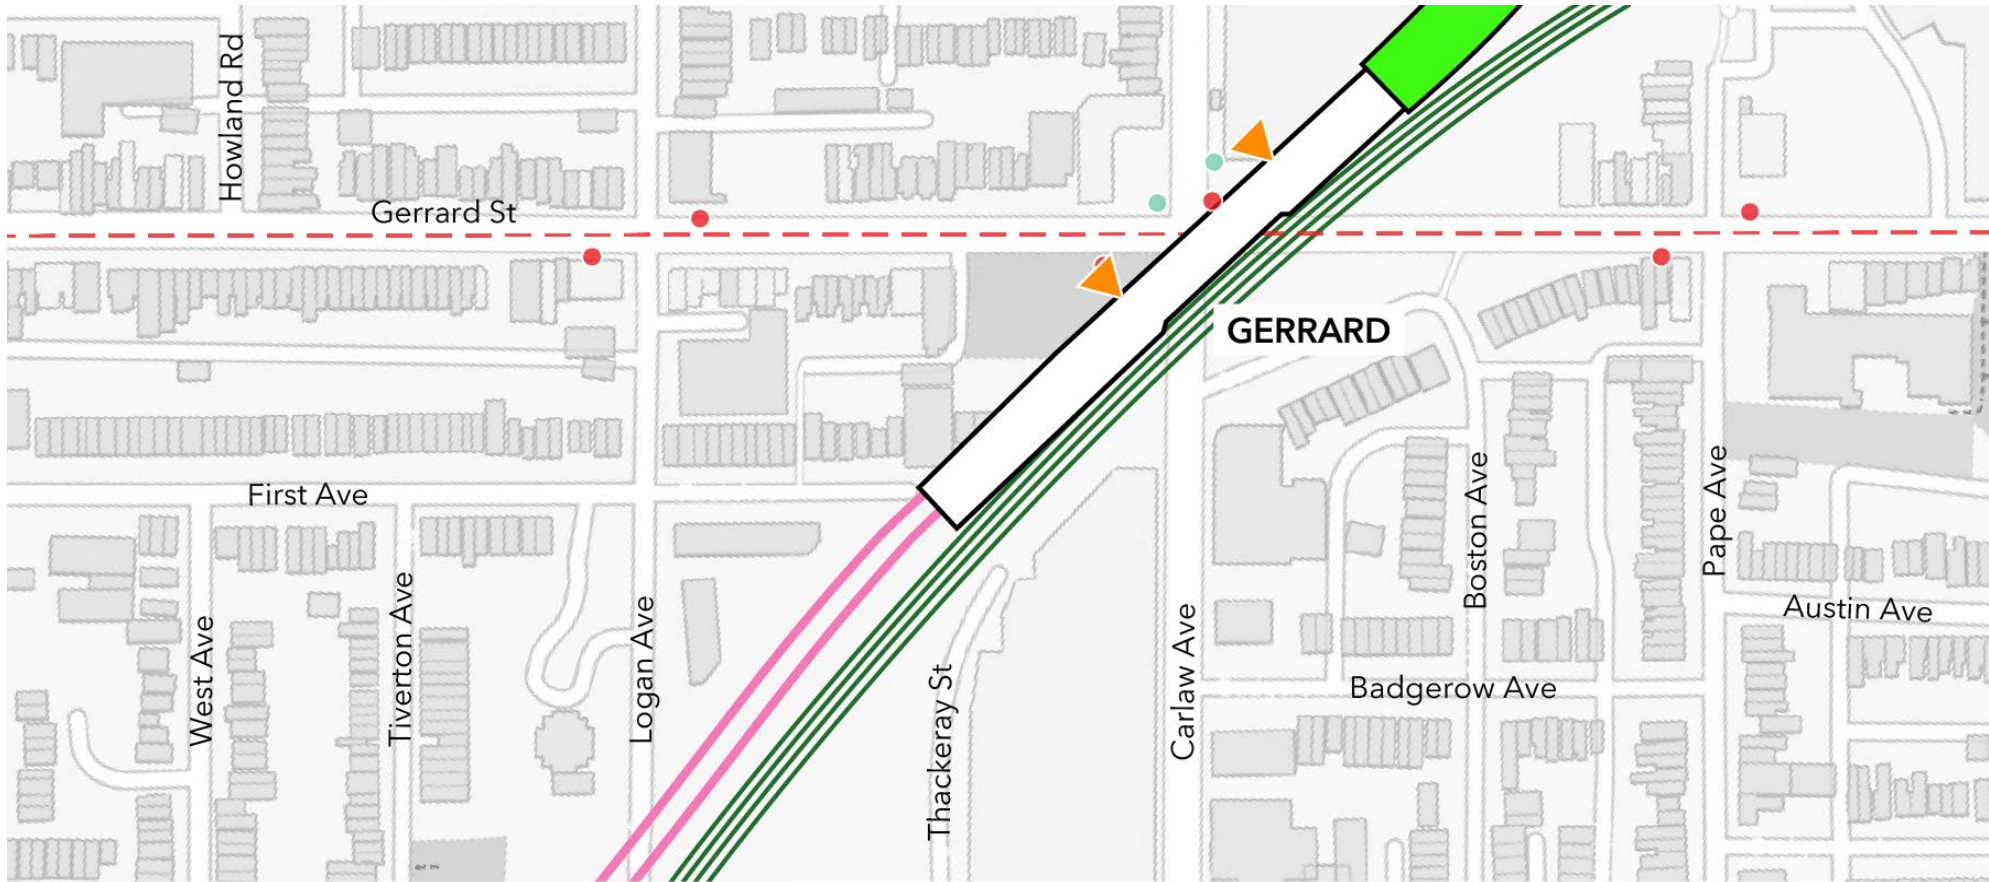 Howland Rd
Gerrard St
GERRARD
First Ave
West Ave
Tiverton Ave
Logan Ave
Thackeray St
Carlaw Ave
Boston Ave
Pape Ave
Austin Ave
Badgerow Ave